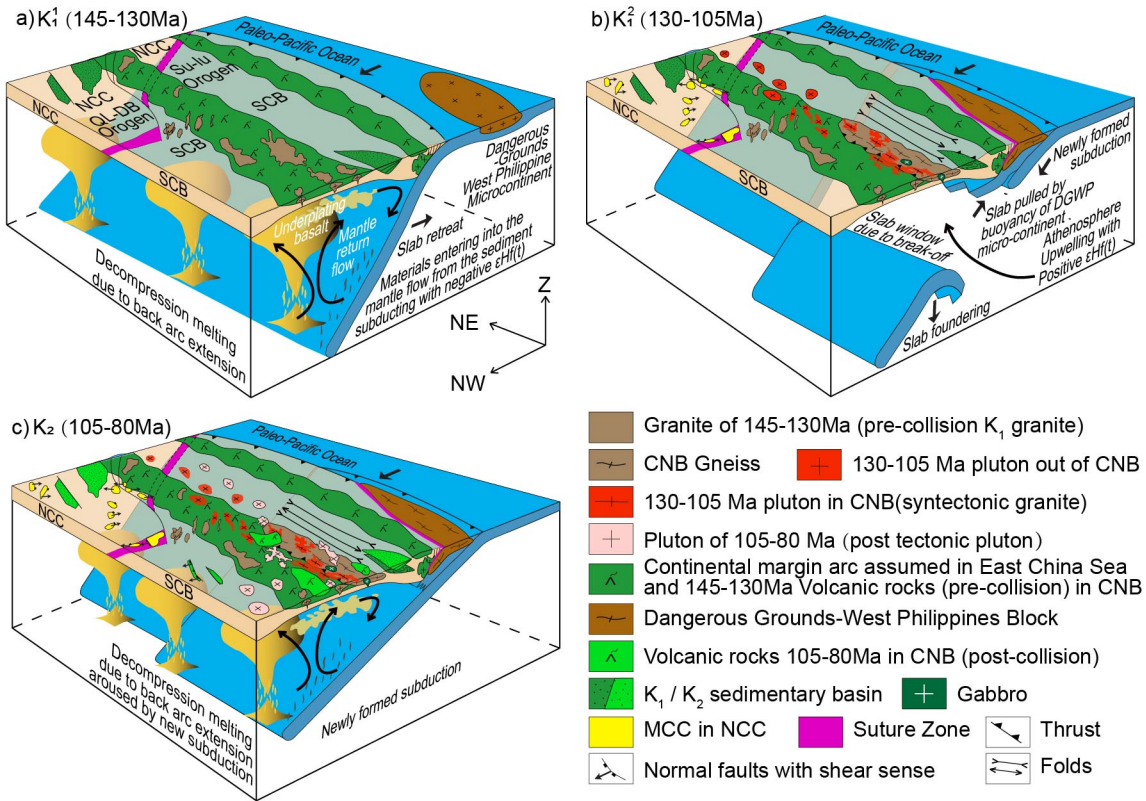 a) K₁¹ (145-130Ma)
NCC
Paleo-Pacific Ocean
Su-lu
Orogen
NCC
NCC
QL-DB
Orogen
SCB
SCB
SCB
Dangerous
-Grounds
West Philippine
Microcontinent
Underplating
basalt
Mantle
return
flow
Slab retreat
Materials entering into the
mantle flow from the sediment
subducting with negative εHf(t)
Decompression melting
due to back arc extension
Z
NE
NW
b) K₁² (130-105Ma)
Paleo-Pacific Ocean
NCC
SCB
Newly formed
subduction
Slab pulled by
buoyancy of DGWP
micro-continent .
Slab window
due to break-off
Athenosphere
Upwelling with
Positive εHf(t)
Slab foundering
c) K₂ (105-80Ma)
Paleo-Pacific Ocean
NCC
SCB
Decompression melting
due to back arc extension
aroused by new subduction
Newly formed subduction
Granite of 145-130Ma (pre-collision K₁ granite)
CNB Gneiss
130-105 Ma pluton out of CNB
130-105 Ma pluton in CNB(syntectonic granite)
Pluton of 105-80 Ma (post tectonic pluton)
Continental margin arc assumed in East China Sea
and 145-130Ma Volcanic rocks (pre-collision) in CNB
Dangerous Grounds-West Philippines Block
Volcanic rocks 105-80Ma in CNB (post-collision)
K₁ / K₂ sedimentary basin
Gabbro
MCC in NCC
Suture Zone
Thrust
Normal faults with shear sense
Folds